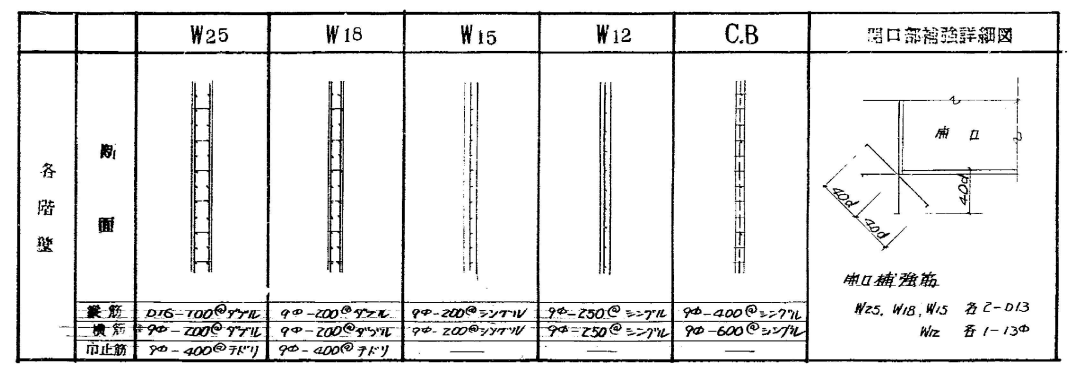 W25 W18 W15 W12 C.B 開口部補強詳細図
各階壁
断面
開口
40d
40d
40d
開口補強筋
W25, W18, W15 各2-D13
W12 各1-13Φ
縦筋 D16-100@ダブル 9Φ-200@ダブル 9Φ-200@シングル 9Φ-250@シングル 9Φ-400@シングル
横筋 9Φ-200@ダブル 9Φ-200@ダブル 9Φ-200@シングル 9Φ-250@シングル 9Φ-600@シングル
巾止筋 9Φ-400@チドリ 9Φ-400@チドリ — — —